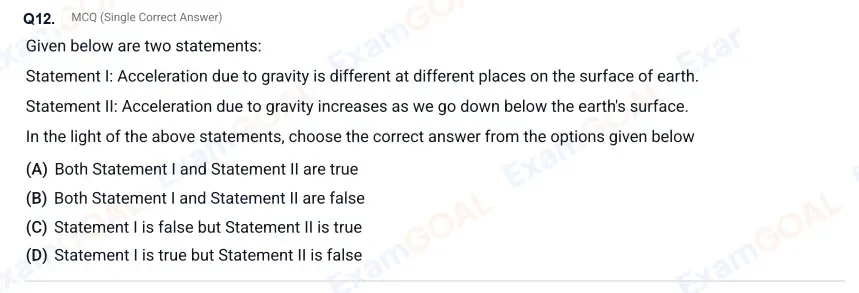 Q12. MCQ (Single Correct Answer)
Given below are two statements:
Statement I: Acceleration due to gravity is different at different places on the surface of earth.
Statement II: Acceleration due to gravity increases as we go down below the earth's surface.
In the light of the above statements, choose the correct answer from the options given below
(A) Both Statement I and Statement II are true
(B) Both Statement I and Statement II are false
(C) Statement I is false but Statement II is true
(D) Statement I is true but Statement II is false
ExamGOAL
ExamGOAL
ExamGOAL
ExamGOAL